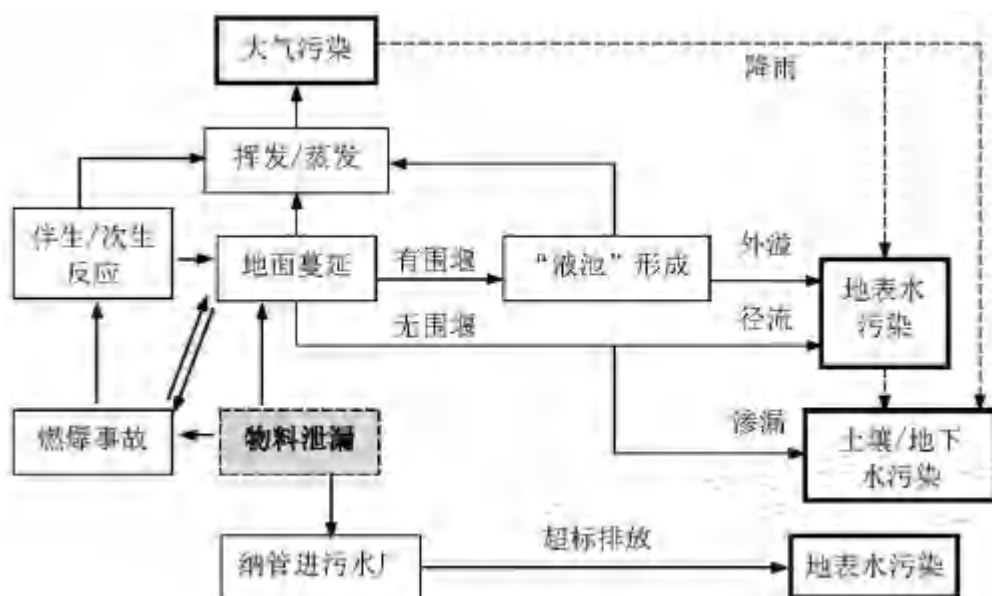 大气污染
降雨
挥发/蒸发
伴生/次生
反应
地面蔓延
有围堰
“液池”形成
外溢
地表水
污染
无围堰
径流
燃爆事故
物料泄漏
渗漏
土壤/地下
水污染
纳管进污水厂
超标排放
地表水污染